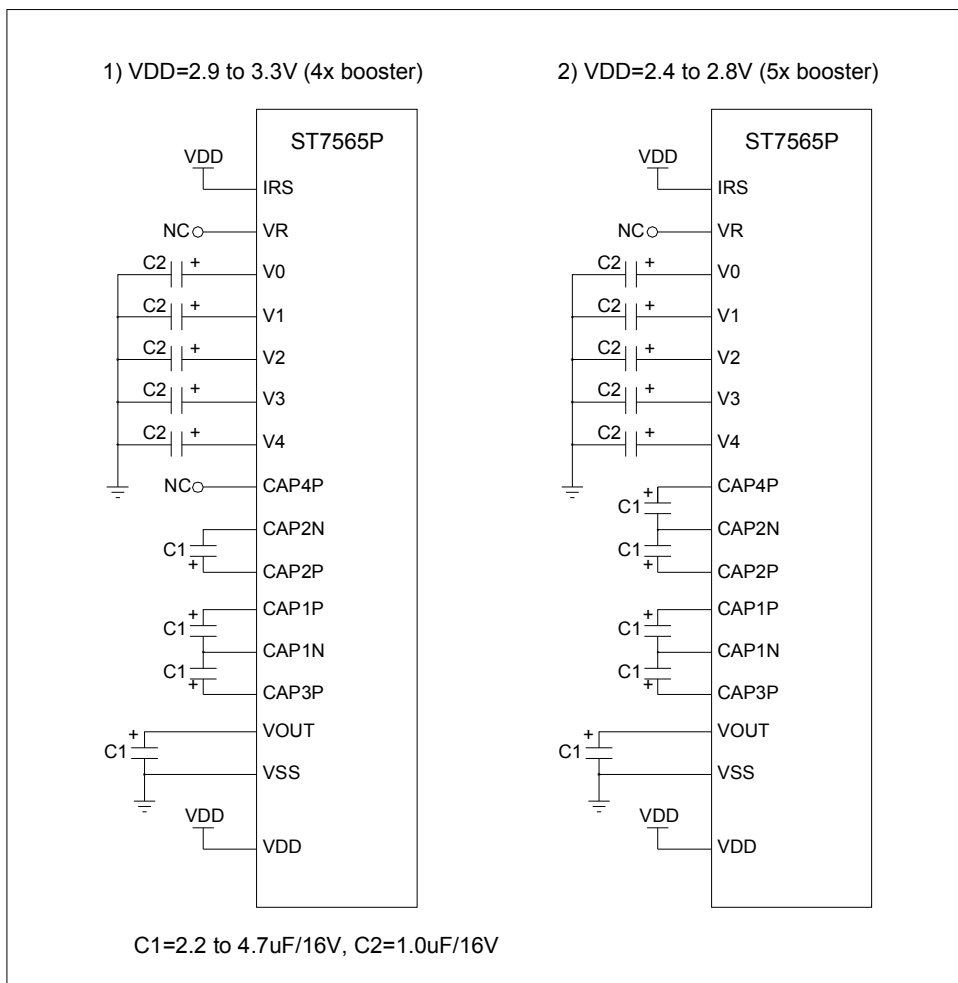 1) VDD=2.9 to 3.3V (4x booster)
ST7565P
VDD
IRS
NC
VR
C2 +
V0
C2 +
V1
C2 +
V2
C2 +
V3
C2 +
V4
NC
CAP4P
CAP2N
C1
+
CAP2P
+
CAP1P
C1
CAP1N
C1
+
CAP3P
+
VOUT
C1
VSS
VDD
VDD
2) VDD=2.4 to 2.8V (5x booster)
ST7565P
VDD
IRS
NC
VR
C2 +
V0
C2 +
V1
C2 +
V2
C2 +
V3
C2 +
V4
+
CAP4P
C1
CAP2N
C1
+
CAP2P
+
CAP1P
C1
CAP1N
C1
+
CAP3P
+
VOUT
C1
VSS
VDD
VDD
C1=2.2 to 4.7uF/16V, C2=1.0uF/16V